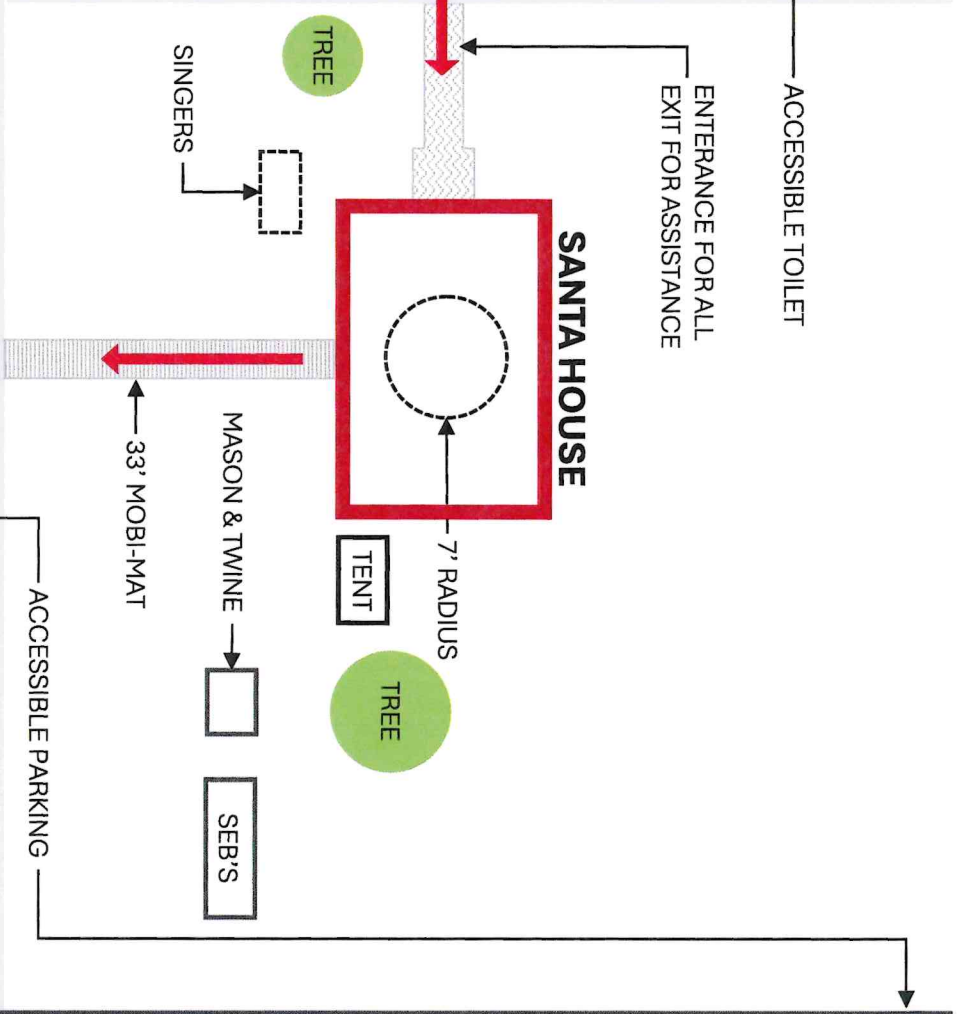 ACCESSIBLE TOILET
ENTERANCE FOR ALL
EXIT FOR ASSISTANCE
SANTA HOUSE
TREE
SINGERS
7' RADIUS
TENT
TREE
MASON & TWINE
33' MOBI-MAT
SEB'S
ACCESSIBLE PARKING